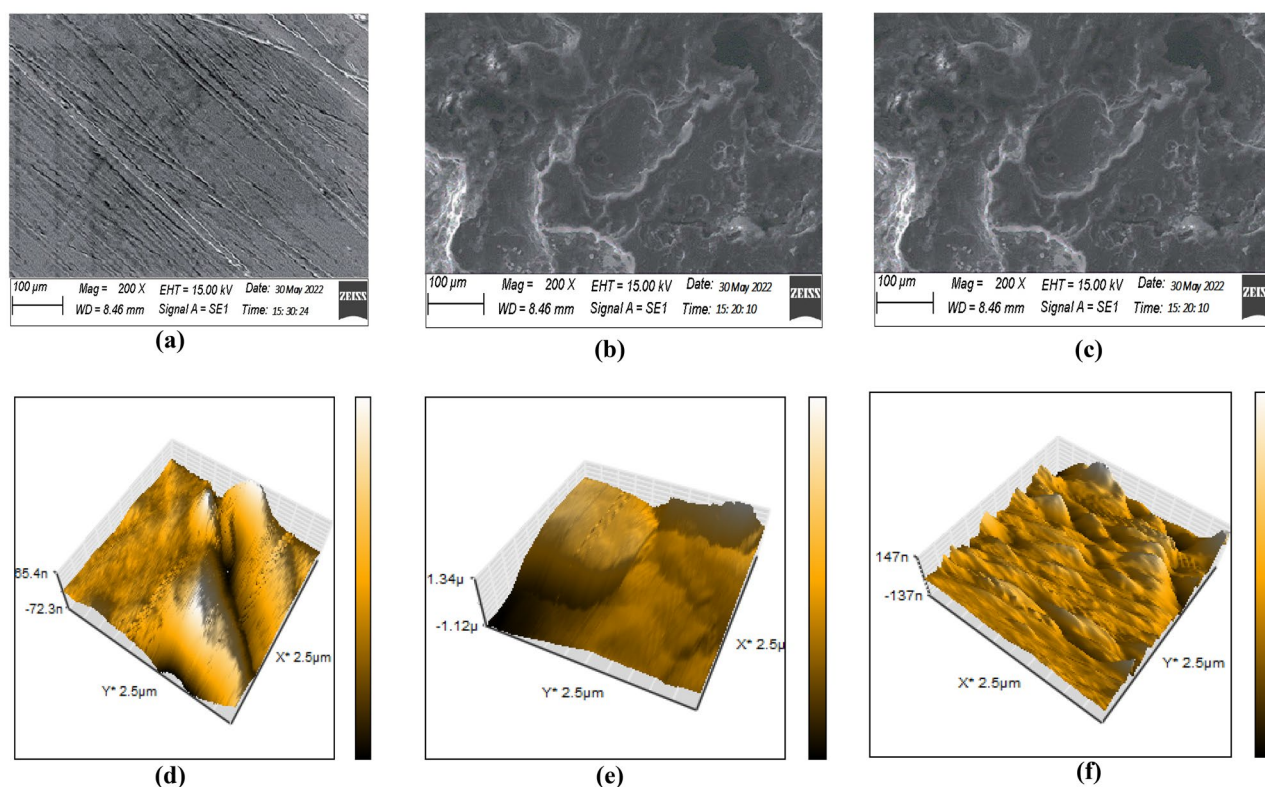 100 µm Mag = 200 X EHT = 15.00 kV Date: 30 May 2022 ZEISS
WD = 8.46 mm Signal A = SE1 Time: 15:30:24
(a)
100 µm Mag = 200 X EHT = 15.00 kV Date: 30 May 2022 ZEISS
WD = 8.46 mm Signal A = SE1 Time: 15:20:10
(b)
100 µm Mag = 200 X EHT = 15.00 kV Date: 30 May 2022 ZEISS
WD = 8.46 mm Signal A = SE1 Time: 15:20:10
(c)
65.4n
-72.3n
Y* 2.5µm
X* 2.5µm
(d)
1.34µ
-1.12µ
Y* 2.5µm
X* 2.5µ
(e)
147n
-137n
X* 2.5µm
Y* 2.5µm
(f)